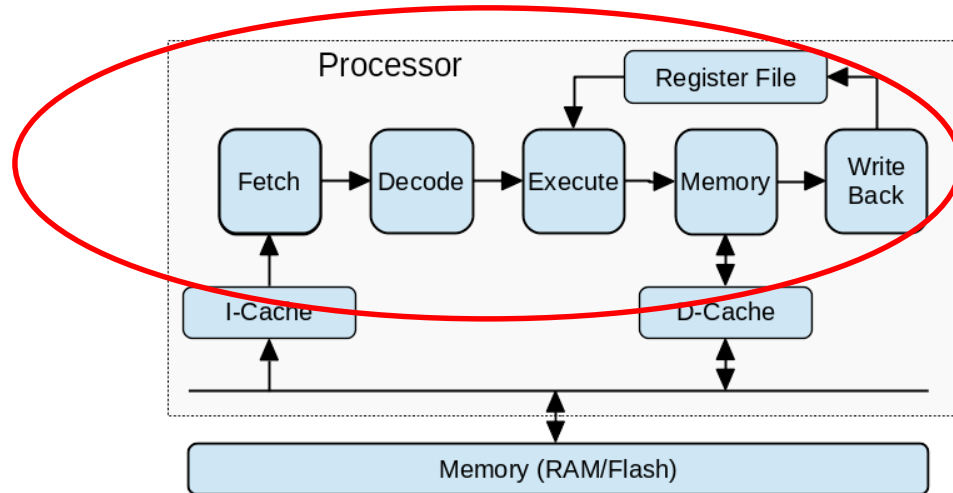 Processor
Register File
Fetch
Decode
Execute
Memory
Write
Back
I-Cache
D-Cache
Memory (RAM/Flash)